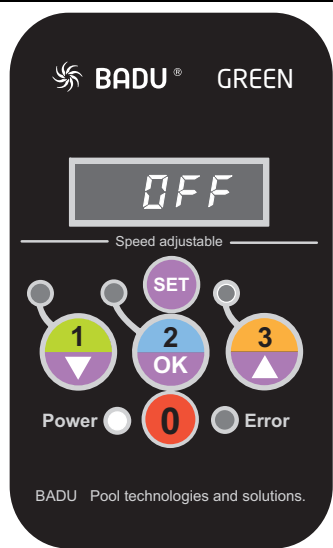 BADU® GREEN
OFF
Speed adjustable
SET
1
2
OK
3
Power
0
Error
BADU Pool technologies and solutions.